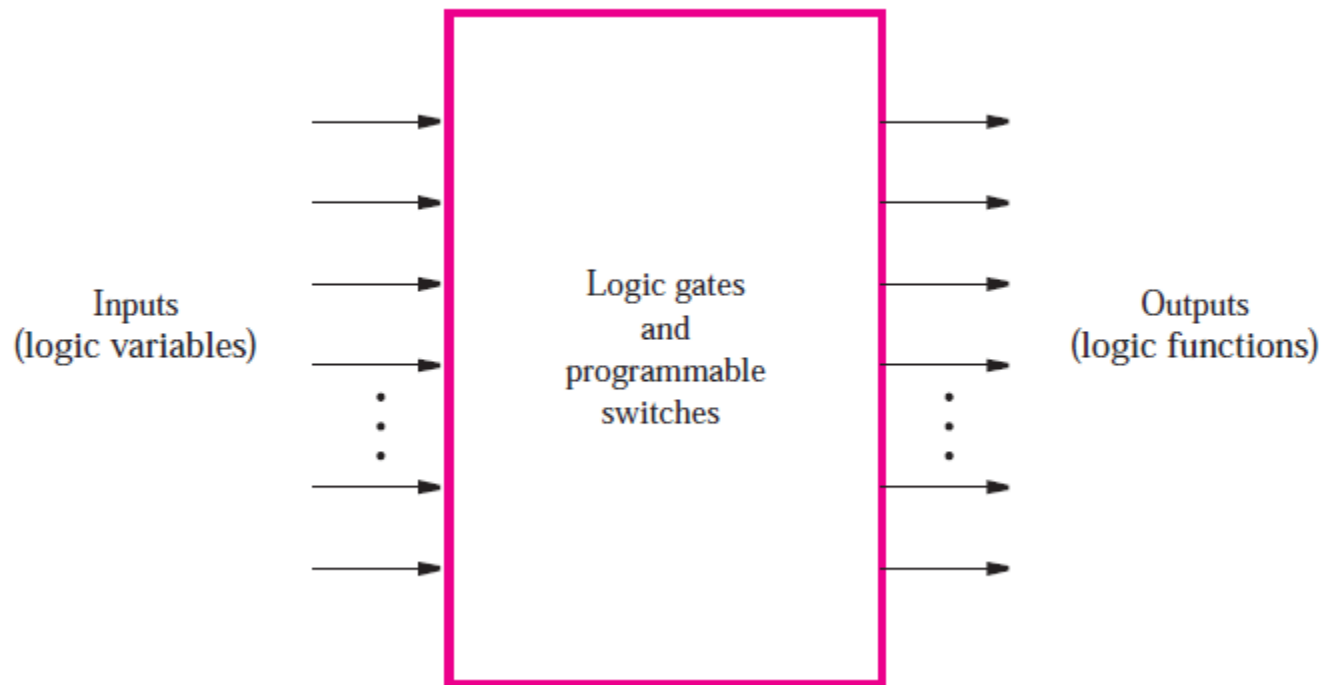 Inputs
(logic variables)
Logic gates
and
programmable
switches
Outputs
(logic functions)